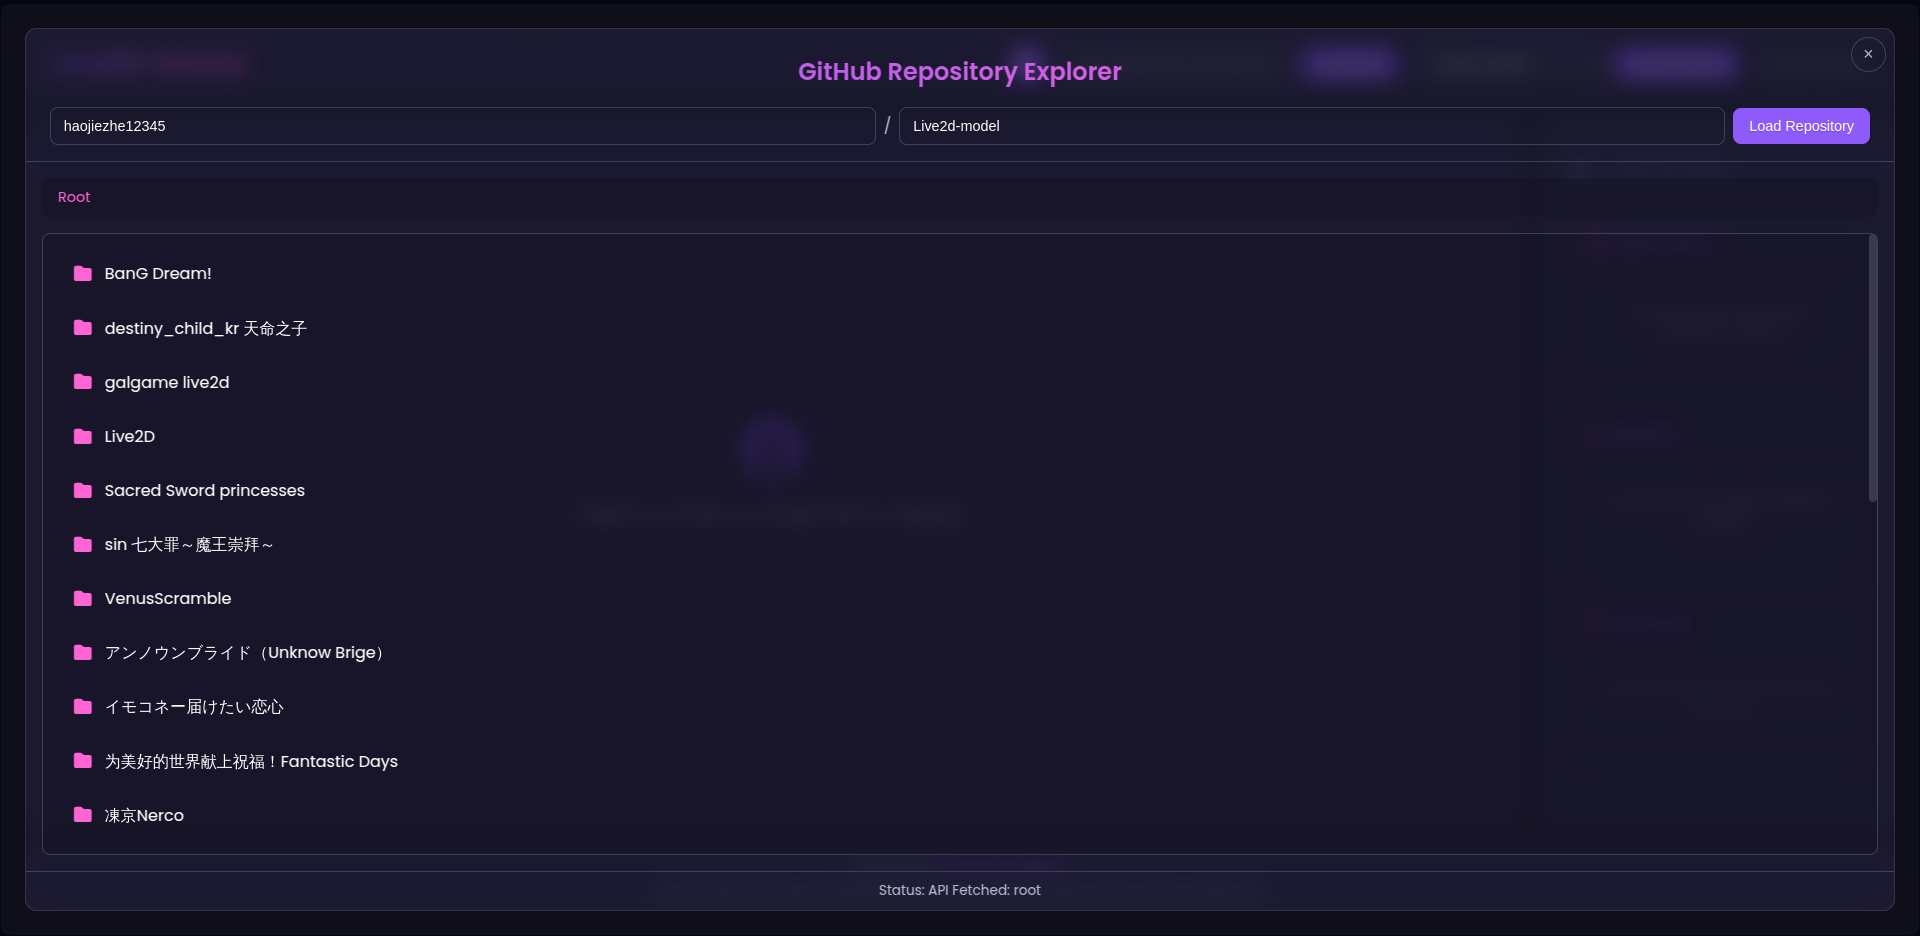 GitHub Repository Explorer
×
haojiezhe12345 / Live2d-model Load Repository
Root
BanG Dream!
destiny_child_kr 天命之子
galgame live2d
Live2D
Sacred Sword princesses
sin 七大罪～魔王崇拜～
VenusScramble
アンノウンブライド（Unknow Brige）
イモコネー届けたい恋心
为美好的世界献上祝福！Fantastic Days
凍京Nerco
Status: API Fetched: root